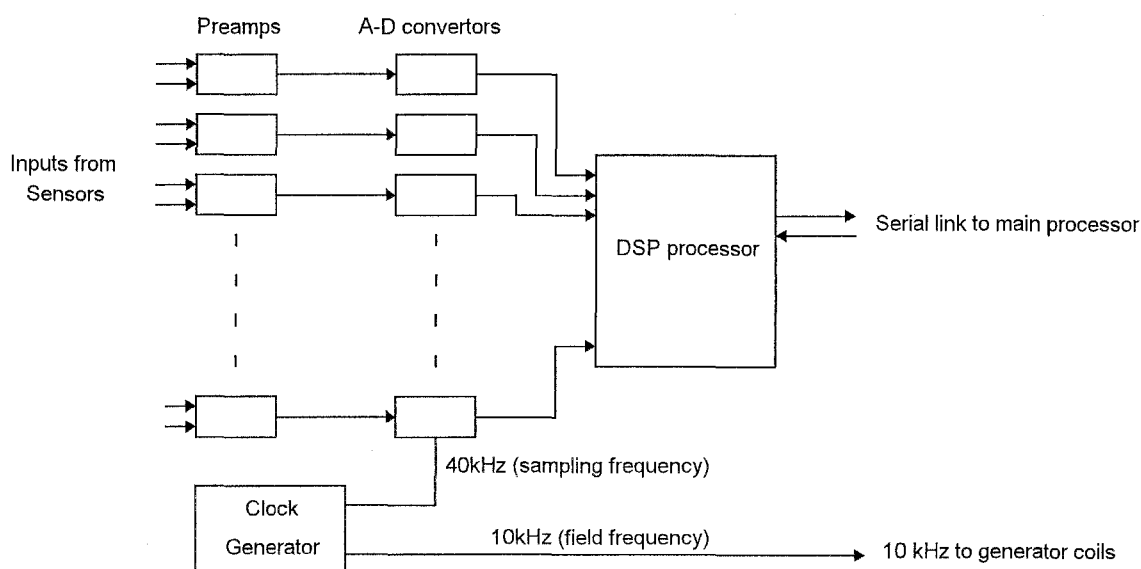 Preamps
A-D convertors
Inputs from
Sensors
DSP processor
Serial link to main processor
40kHz (sampling frequency)
Clock
Generator
10kHz (field frequency)
10 kHz to generator coils